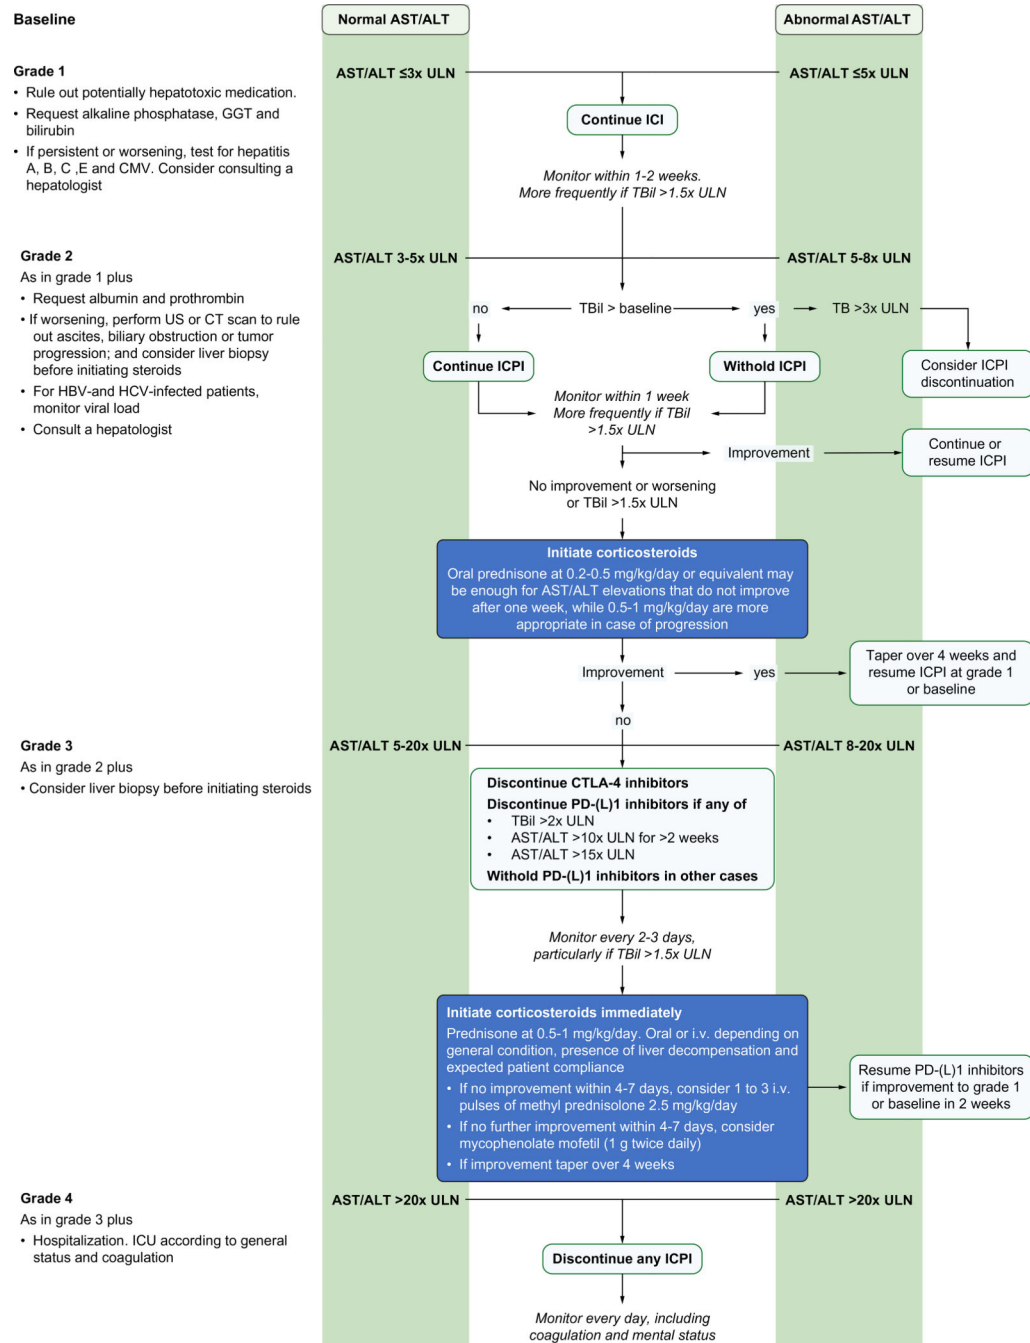 Baseline
Normal AST/ALT
Abnormal AST/ALT
Grade 1
• Rule out potentially hepatotoxic medication.
• Request alkaline phosphatase, GGT and
bilirubin
• If persistent or worsening, test for hepatitis
A, B, C ,E and CMV. Consider consulting a
hepatologist
AST/ALT ≤3x ULN
AST/ALT ≤5x ULN
Continue ICI
Monitor within 1-2 weeks.
More frequently if TBil >1.5x ULN
Grade 2
As in grade 1 plus
• Request albumin and prothrombin
• If worsening, perform US or CT scan to rule
out ascites, biliary obstruction or tumor
progression; and consider liver biopsy
before initiating steroids
• For HBV-and HCV-infected patients,
monitor viral load
• Consult a hepatologist
AST/ALT 3-5x ULN
AST/ALT 5-8x ULN
no
TBil > baseline
yes
TB >3x ULN
Continue ICPI
Withold ICPI
Consider ICPI
discontinuation
Monitor within 1 week
More frequently if TBil
>1.5x ULN
Improvement
Continue or
resume ICPI
No improvement or worsening
or TBil >1.5x ULN
Initiate corticosteroids
Oral prednisone at 0.2-0.5 mg/kg/day or equivalent may
be enough for AST/ALT elevations that do not improve
after one week, while 0.5-1 mg/kg/day are more
appropriate in case of progression
Improvement
yes
Taper over 4 weeks and
resume ICPI at grade 1
or baseline
no
Grade 3
As in grade 2 plus
• Consider liver biopsy before initiating steroids
AST/ALT 5-20x ULN
AST/ALT 8-20x ULN
Discontinue CTLA-4 inhibitors
Discontinue PD-(L)1 inhibitors if any of
• TBil >2x ULN
• AST/ALT >10x ULN for >2 weeks
• AST/ALT >15x ULN
Withold PD-(L)1 inhibitors in other cases
Monitor every 2-3 days,
particularly if TBil >1.5x ULN
Initiate corticosteroids immediately
Prednisone at 0.5-1 mg/kg/day. Oral or i.v. depending on
general condition, presence of liver decompensation and
expected patient compliance
• If no improvement within 4-7 days, consider 1 to 3 i.v.
pulses of methyl prednisolone 2.5 mg/kg/day
• If no further improvement within 4-7 days, consider
mycophenolate mofetil (1 g twice daily)
• If improvement taper over 4 weeks
Resume PD-(L)1 inhibitors
if improvement to grade 1
or baseline in 2 weeks
Grade 4
As in grade 3 plus
• Hospitalization. ICU according to general
status and coagulation
AST/ALT >20x ULN
AST/ALT >20x ULN
Discontinue any ICPI
Monitor every day, including
coagulation and mental status